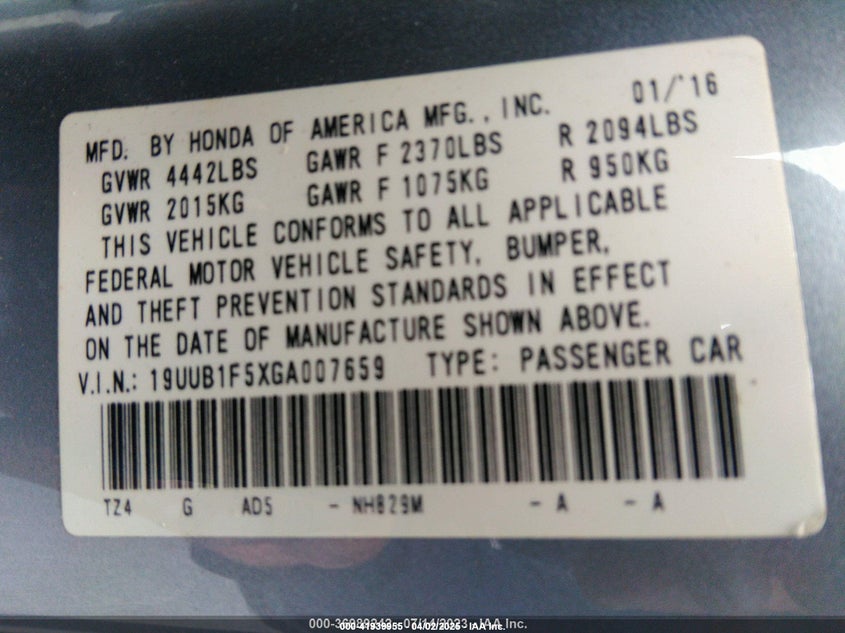 01/'16
MFD. BY HONDA OF AMERICA MFG., INC.
GVWR 4442LBS GAWR F 2370LBS R 2094LBS
GVWR 2015KG GAWR F 1075KG R 950KG
THIS VEHICLE CONFORMS TO ALL APPLICABLE
FEDERAL MOTOR VEHICLE SAFETY, BUMPER,
AND THEFT PREVENTION STANDARDS IN EFFECT
ON THE DATE OF MANUFACTURE SHOWN ABOVE.
V.I.N.: 19UUB1F5XGA007659 TYPE: PASSENGER CAR
TZ4 G AD5 - NH829M - A - A
IAA Inc.